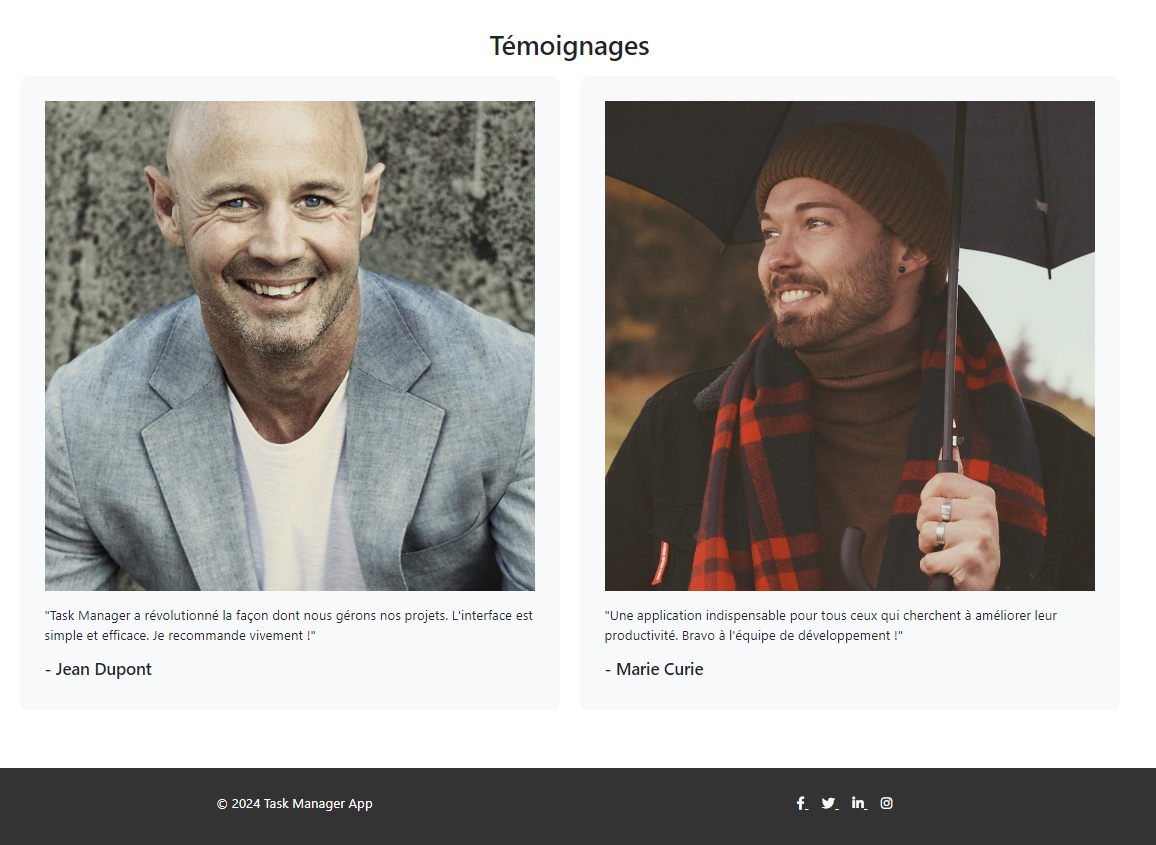 Témoignages
"Task Manager a révolutionné la façon dont nous gérons nos projets. L'interface est
simple et efficace. Je recommande vivement !"
- Jean Dupont
"Une application indispensable pour tous ceux qui cherchent à améliorer leur
productivité. Bravo à l'équipe de développement !"
- Marie Curie
© 2024 Task Manager App